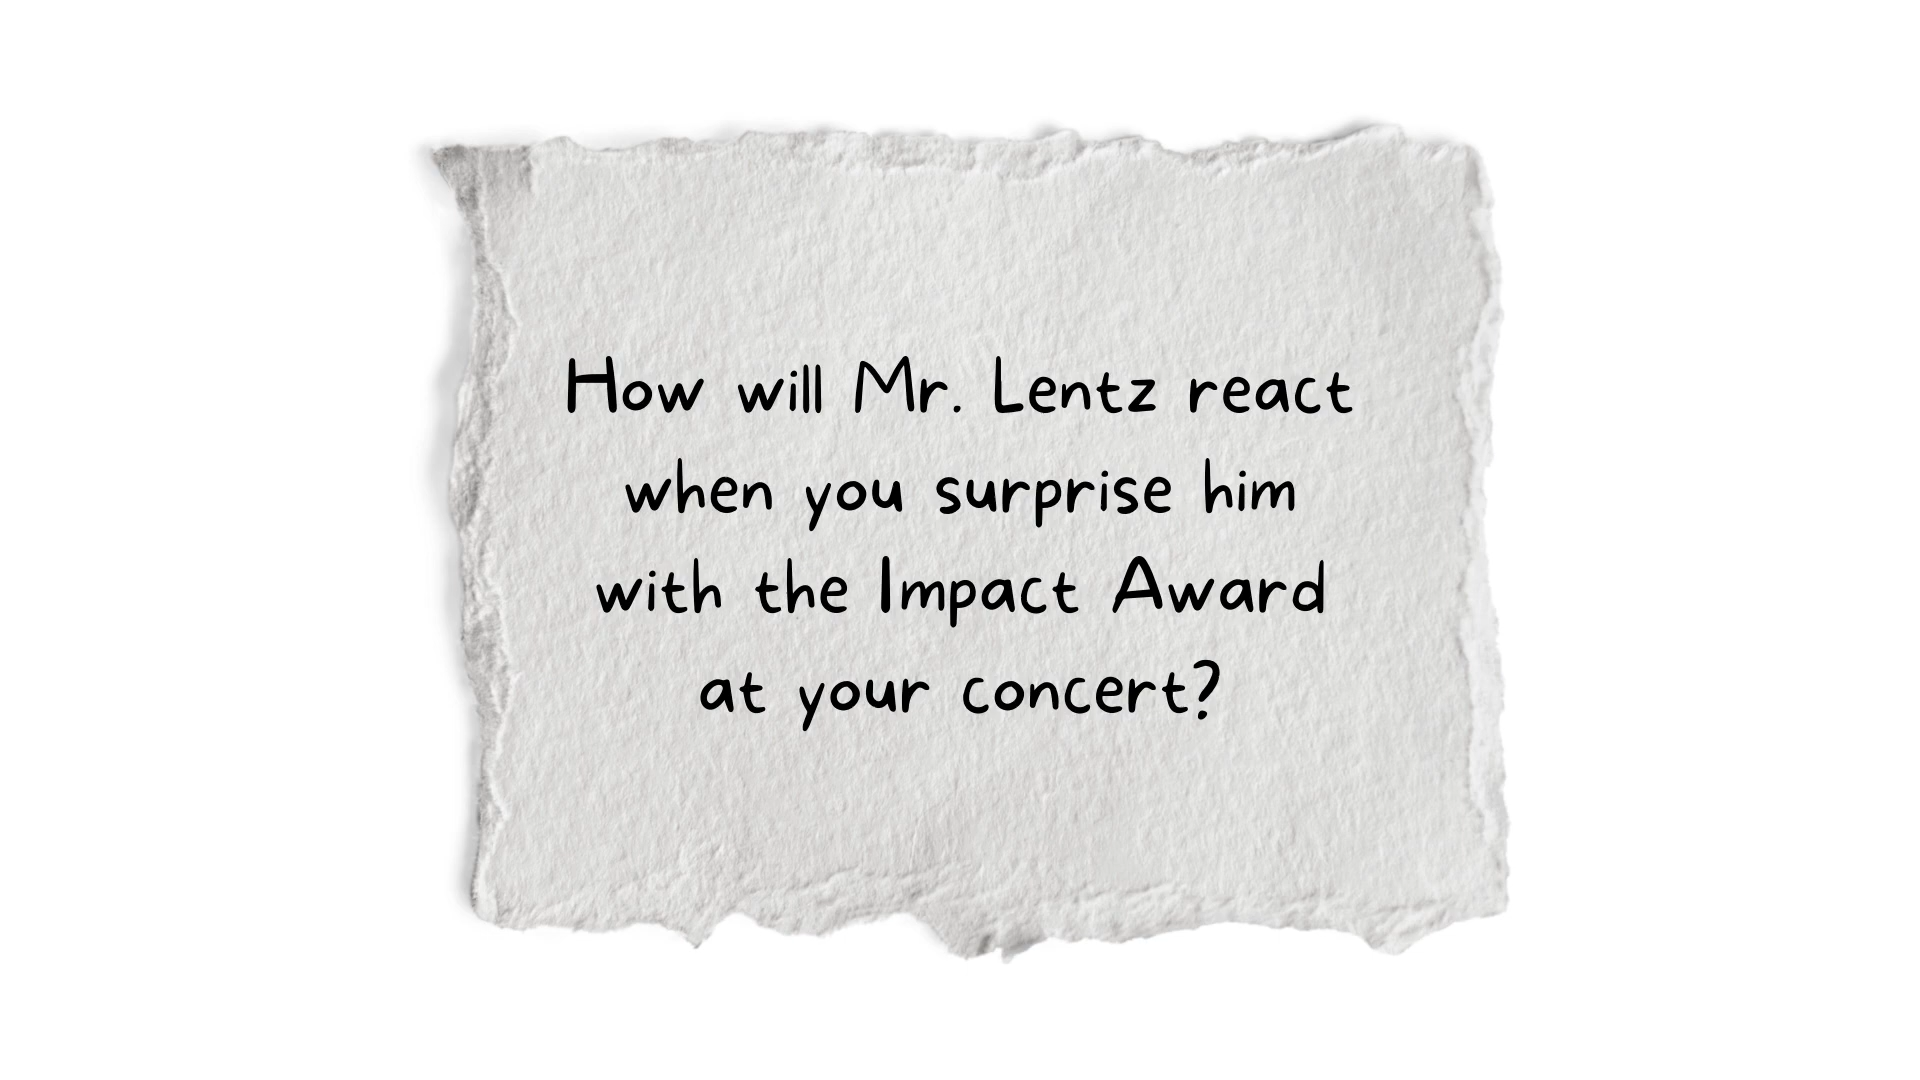 How will Mr. Lentz react
when you surprise him
with the Impact Award
at your concert?